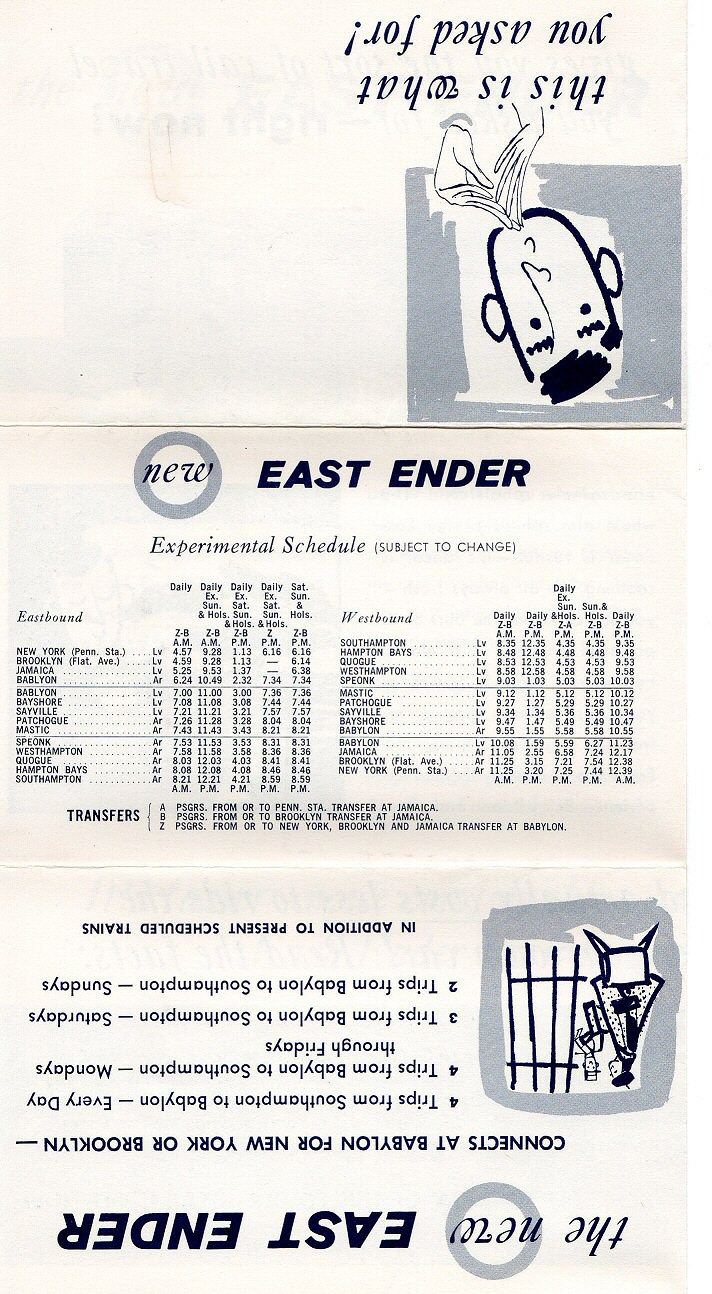 this is what
you asked for!
new EAST ENDER
Experimental Schedule (SUBJECT TO CHANGE)
Eastbound
Daily Daily Ex. Sun. & Hols. Daily Ex. Sat. Sun. & Hols. Daily Ex. Sat. Sun. & Hols. Sat. Sun. & Hols.
Z-B Z-B Z-B Z Z-B
A.M. A.M. P.M. P.M. P.M.
NEW YORK (Penn. Sta.) Lv 4.57 9.28 1.13 6.16 6.16
BROOKLYN (Flat. Ave.) Lv 4.59 9.28 1.13 — 6.14
JAMAICA Lv 5.25 9.53 1.37 — 6.38
BABYLON Ar 6.24 10.49 2.32 7.34 7.34
BABYLON Lv 7.00 11.00 3.00 7.36 7.36
BAYSHORE Lv 7.08 11.08 3.08 7.44 7.44
SAYVILLE Lv 7.21 11.21 3.21 7.57 7.57
PATCHOGUE Ar 7.26 11.28 3.28 8.04 8.04
MASTIC Ar 7.43 11.43 3.43 8.21 8.21
SPEONK Ar 7.53 11.53 3.53 8.31 8.31
WESTHAMPTON Ar 7.58 11.58 3.58 8.36 8.36
QUOGUE Ar 8.03 12.03 4.03 8.41 8.41
HAMPTON BAYS Ar 8.08 12.08 4.08 8.46 8.46
SOUTHAMPTON Ar 8.21 12.21 4.21 8.59 8.59
A.M. P.M. P.M. P.M. P.M.
Westbound
Daily Daily Daily Ex. Sun. & Hols. Sun. & Hols. Daily
Z-B Z-B Z-A Z-B Z-B
A.M. P.M. P.M. P.M. P.M.
SOUTHAMPTON Lv 8.35 12.35 4.35 4.35 9.35
HAMPTON BAYS Lv 8.48 12.48 4.48 4.48 9.48
QUOGUE Lv 8.53 12.53 4.53 4.53 9.53
WESTHAMPTON Lv 8.58 12.58 4.58 4.58 9.58
SPEONK Lv 9.03 1.03 5.03 5.03 10.03
MASTIC Lv 9.12 1.12 5.12 5.12 10.12
PATCHOGUE Lv 9.27 1.27 5.29 5.29 10.27
SAYVILLE Lv 9.34 1.34 5.36 5.36 10.34
BAYSHORE Lv 9.47 1.47 5.49 5.49 10.47
BABYLON Ar 9.55 1.55 5.58 5.58 10.55
BABYLON Lv 10.08 1.59 5.59 6.27 11.23
JAMAICA Ar 11.05 2.55 6.58 7.24 12.17
BROOKLYN (Flat. Ave.) Ar 11.25 3.15 7.21 7.54 12.38
NEW YORK (Penn. Sta.) Ar 11.25 3.20 7.25 7.44 12.39
A.M. P.M. P.M. P.M. A.M.
TRANSFERS
A PSGRS. FROM OR TO PENN. STA. TRANSFER AT JAMAICA.
B PSGRS. FROM OR TO BROOKLYN TRANSFER AT JAMAICA.
Z PSGRS. FROM OR TO NEW YORK, BROOKLYN AND JAMAICA TRANSFER AT BABYLON.
the new EAST ENDER
CONNECTS AT BABYLON FOR NEW YORK OR BROOKLYN —
4 Trips from Southampton to Babylon — Every Day
4 Trips from Babylon to Southampton — Mondays
through Fridays
3 Trips from Babylon to Southampton — Saturdays
2 Trips from Babylon to Southampton — Sundays
IN ADDITION TO PRESENT SCHEDULED TRAINS